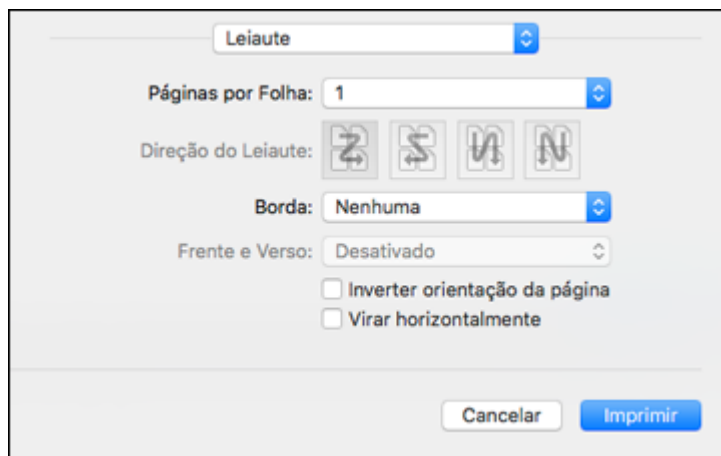 Leiaute
Páginas por Folha: 1
Direção do Leiaute:
Borda: Nenhuma
Frente e Verso: Desativado
Inverter orientação da página
Virar horizontalmente
Cancelar Imprimir